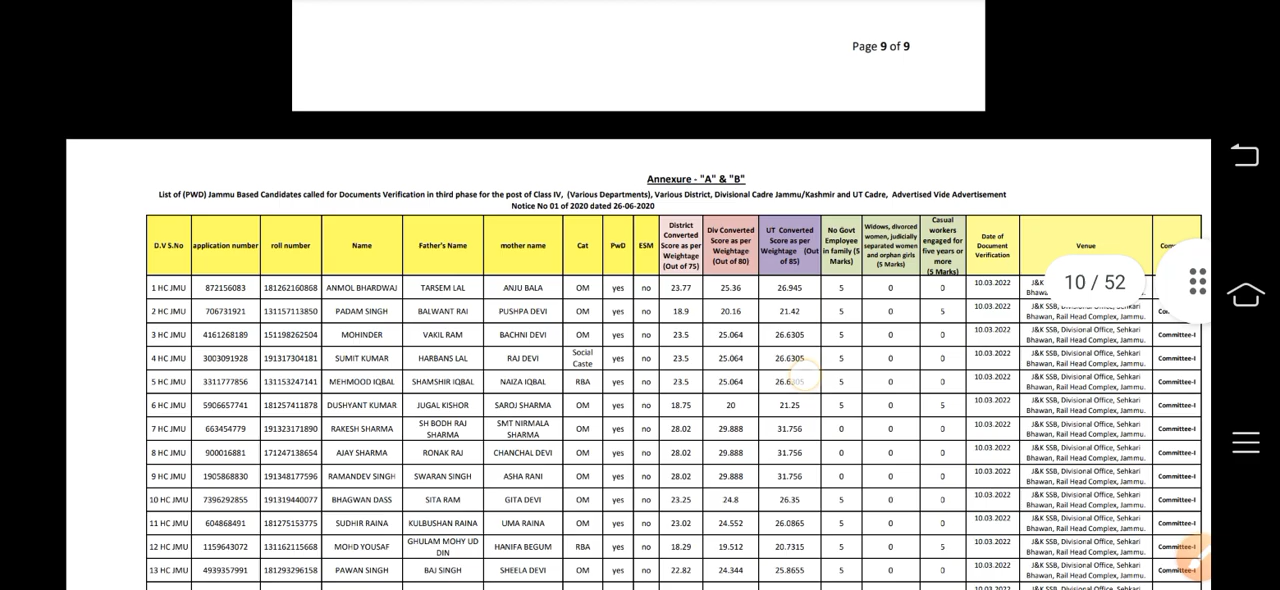 Page 9 of 9
Annexure - "A" & "B"
List of (PWD) Jammu Based Candidates called for Documents Verification in third phase for the post of Class IV, (Various Departments), Various District, Divisional Cadre Jammu/Kashmir and UT Cadre, Advertised Vide Advertisement
Notice No 01 of 2020 dated 26-06-2020
D.V S.No application number roll number Name Father's Name mother name Cat PwD ESM District Converted Score as per Weightage (Out of 75) Div Converted Score as per Weightage (Out of 80) UT Converted Score as per Weightage (Out of 85) No Govt Employee in family (5 Marks) Widows, divorced women, judicially separated women and orphan girls (5 Marks) Casual workers engaged for five years or more (5 Marks) Date of Document Verification Venue
10 / 52
1 HC JMU 872156083 181262160868 ANMOL BHARDWAJ TARSEM LAL ANJU BALA OM yes no 23.77 25.36 26.945 5 0 0 10.03.2022 J&K
2 HC JMU 706731921 131157113850 PADAM SINGH BALWANT RAI PUSHPA DEVI OM yes no 18.9 20.16 21.42 5 0 5 10.03.2022 J&K SSB, Divisional Office, Sehkari Bhawan, Rail Head Complex, Jammu.
3 HC JMU 4161268189 151198262504 MOHINDER VAKIL RAM BACHNI DEVI OM yes no 23.5 25.064 26.6305 5 0 0 10.03.2022 J&K SSB, Divisional Office, Sehkari Bhawan, Rail Head Complex, Jammu. Committee-I
4 HC JMU 3003091928 191317304181 SUMIT KUMAR HARBANS LAL RAJ DEVI Social Caste yes no 23.5 25.064 26.6305 5 0 0 10.03.2022 J&K SSB, Divisional Office, Sehkari Bhawan, Rail Head Complex, Jammu. Committee-I
5 HC JMU 3311777856 131153247141 MEHMOOD IQBAL SHAMSHIR IQBAL NAIZA IQBAL RBA yes no 23.5 25.064 26.6305 5 0 0 10.03.2022 J&K SSB, Divisional Office, Sehkari Bhawan, Rail Head Complex, Jammu. Committee-I
6 HC JMU 5906657741 181257411878 DUSHYANT KUMAR JUGAL KISHOR SAROJ SHARMA OM yes no 18.75 20 21.25 5 0 5 10.03.2022 J&K SSB, Divisional Office, Sehkari Bhawan, Rail Head Complex, Jammu. Committee-I
7 HC JMU 663454779 191323171890 RAKESH SHARMA SH BODH RAJ SHARMA SMT NIRMALA SHARMA OM yes no 28.02 29.888 31.756 0 0 0 10.03.2022 J&K SSB, Divisional Office, Sehkari Bhawan, Rail Head Complex, Jammu. Committee-I
8 HC JMU 900016881 171247138654 AJAY SHARMA RONAK RAJ CHANCHAL DEVI OM yes no 28.02 29.888 31.756 0 0 0 10.03.2022 J&K SSB, Divisional Office, Sehkari Bhawan, Rail Head Complex, Jammu. Committee-I
9 HC JMU 1905868830 191348177596 RAMANDEV SINGH SWARAN SINGH ASHA RANI OM yes no 28.02 29.888 31.756 0 0 0 10.03.2022 J&K SSB, Divisional Office, Sehkari Bhawan, Rail Head Complex, Jammu. Committee-I
10 HC JMU 7396292855 191319440077 BHAGWAN DASS SITA RAM GITA DEVI OM yes no 23.25 24.8 26.35 5 0 0 10.03.2022 J&K SSB, Divisional Office, Sehkari Bhawan, Rail Head Complex, Jammu. Committee-I
11 HC JMU 604868491 181275153775 SUDHIR RAINA KULBUSHAN RAINA UMA RAINA OM yes no 23.02 24.552 26.0865 5 0 0 10.03.2022 J&K SSB, Divisional Office, Sehkari Bhawan, Rail Head Complex, Jammu. Committee-I
12 HC JMU 1159643072 131162115668 MOHD YOUSAF GHULAM MOHY UD DIN HANIFA BEGUM RBA yes no 18.29 19.512 20.7315 5 0 5 10.03.2022 J&K SSB, Divisional Office, Sehkari Bhawan, Rail Head Complex, Jammu. Committee-I
13 HC JMU 4939357991 181293296158 PAWAN SINGH BAJ SINGH SHEELA DEVI OM yes no 22.82 24.344 25.8655 5 0 0 10.03.2022 J&K SSB, Divisional Office, Sehkari Bhawan, Rail Head Complex, Jammu. Committee-I